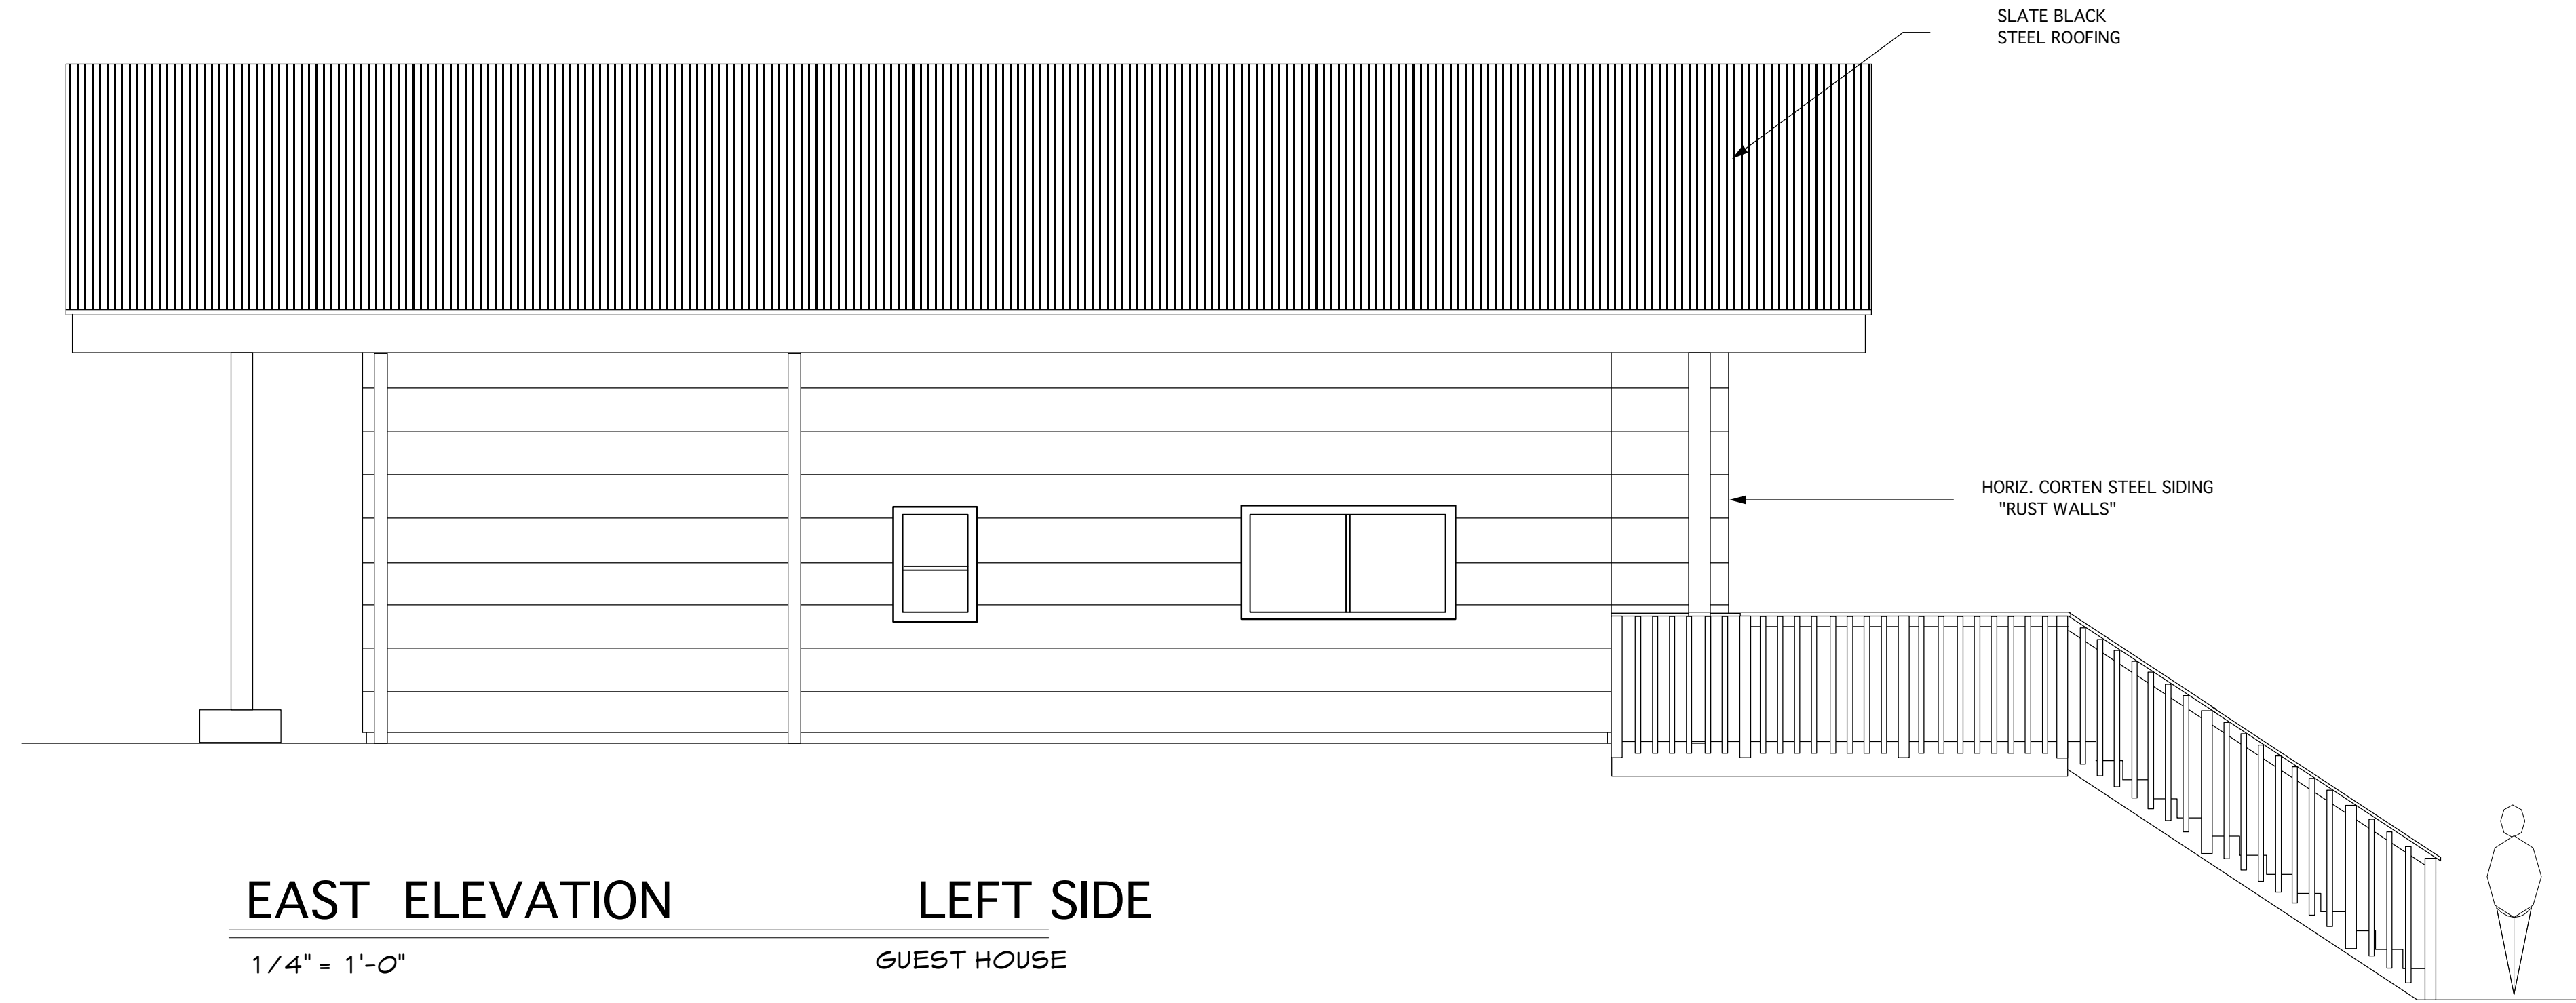 SLATE BLACK
STEEL ROOFING
HORIZ. CORTEN STEEL SIDING
"RUST WALLS"
EAST ELEVATION LEFT SIDE
1/4" = 1'-0" GUEST HOUSE